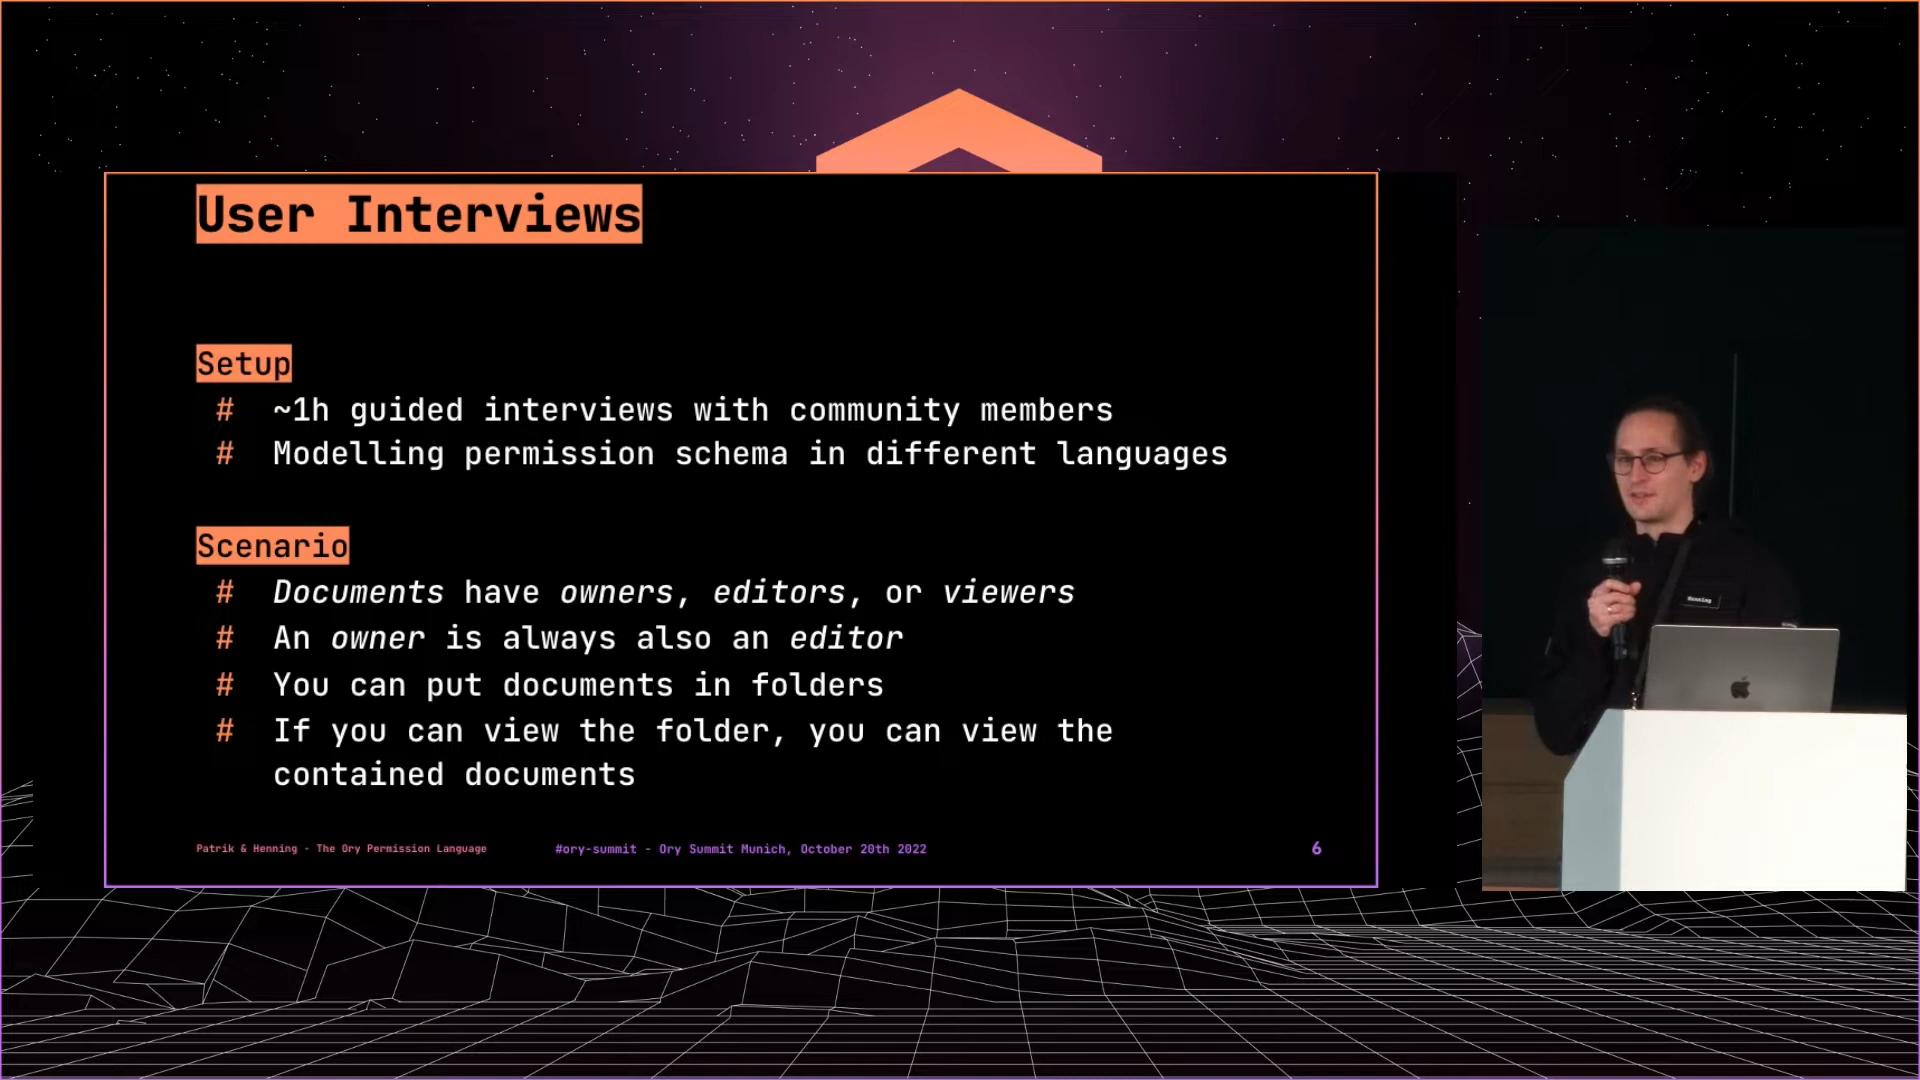 User Interviews
Setup
# ~1h guided interviews with community members
# Modelling permission schema in different languages
Scenario
# Documents have owners, editors, or viewers
# An owner is always also an editor
# You can put documents in folders
# If you can view the folder, you can view the
contained documents
Patrik & Henning - The Ory Permission Language
#ory-summit - Ory Summit Munich, October 20th 2022
6
Henning